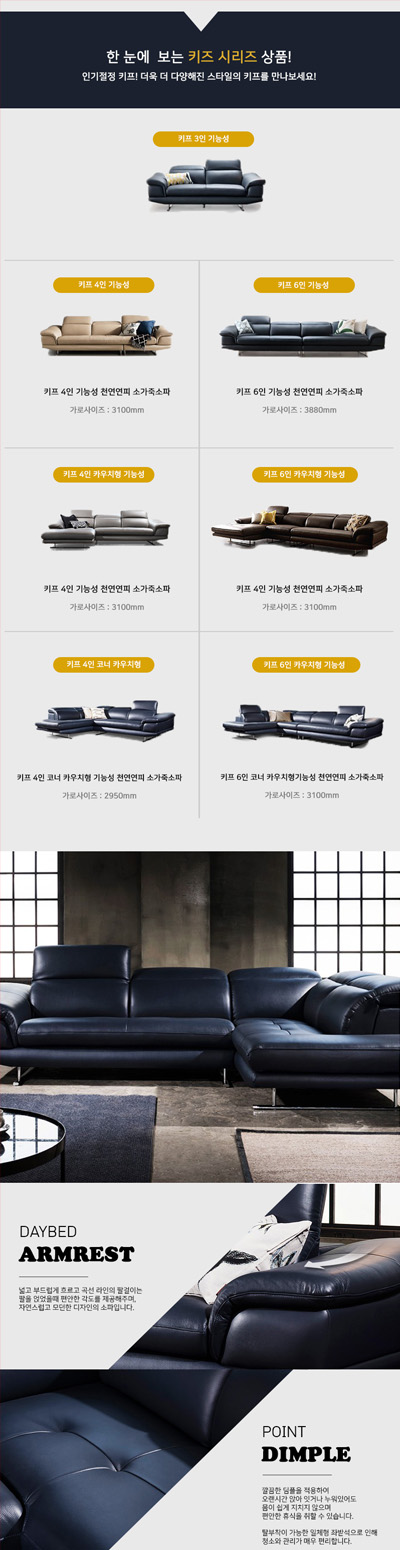 한 눈에 보는 키즈 시리즈 상품!
인기절정 키프! 더욱 더 다양해진 스타일의 키프를 만나보세요!
키프 3인 기능성
키프 4인 기능성
키프 4인 기능성 천연연피 소가죽소파
가로사이즈 : 3100mm
키프 6인 기능성
키프 6인 기능성 천연연피 소가죽소파
가로사이즈 : 3880mm
키프 4인 카우치형 기능성
키프 4인 기능성 천연연피 소가죽소파
가로사이즈 : 3100mm
키프 6인 카우치형 기능성
키프 4인 기능성 천연연피 소가죽소파
가로사이즈 : 3100mm
키프 4인 코너 카우치형
키프 4인 코너 카우치형 기능성 천연연피 소가죽소파
가로사이즈 : 2950mm
키프 6인 카우치형 기능성
키프 6인 코너 카우치형기능성 천연연피 소가죽소파
가로사이즈 : 3100mm
DAYBED
ARMREST
넓고 부드럽게 흐르고 곡선 라인의 팔걸이는
팔을 얹었을때 편안한 각도를 제공해주며,
자연스럽고 모던한 디자인의 소파입니다.
POINT
DIMPLE
깔끔한 딤플을 적용하여
오랜시간 앉아 잇거나 누워있어도
몸이 쉽게 지치지 않으며
편안한 휴식을 취할 수 있습니다.
탈부착이 가능한 일체형 좌받석으로 인해
청소와 관리가 매우 편리합니다.